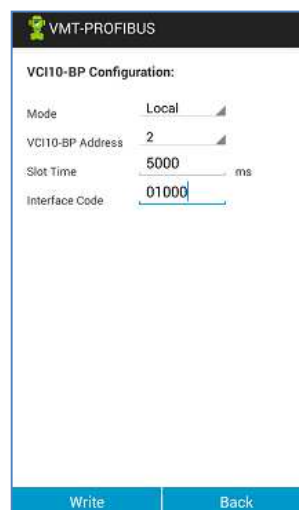 VMT-PROFIBUS
VCI10-BP Configuration:
Mode Local
VCI10-BP Address 2
Slot Time 5000 ms
Interface Code 01000
Write Back